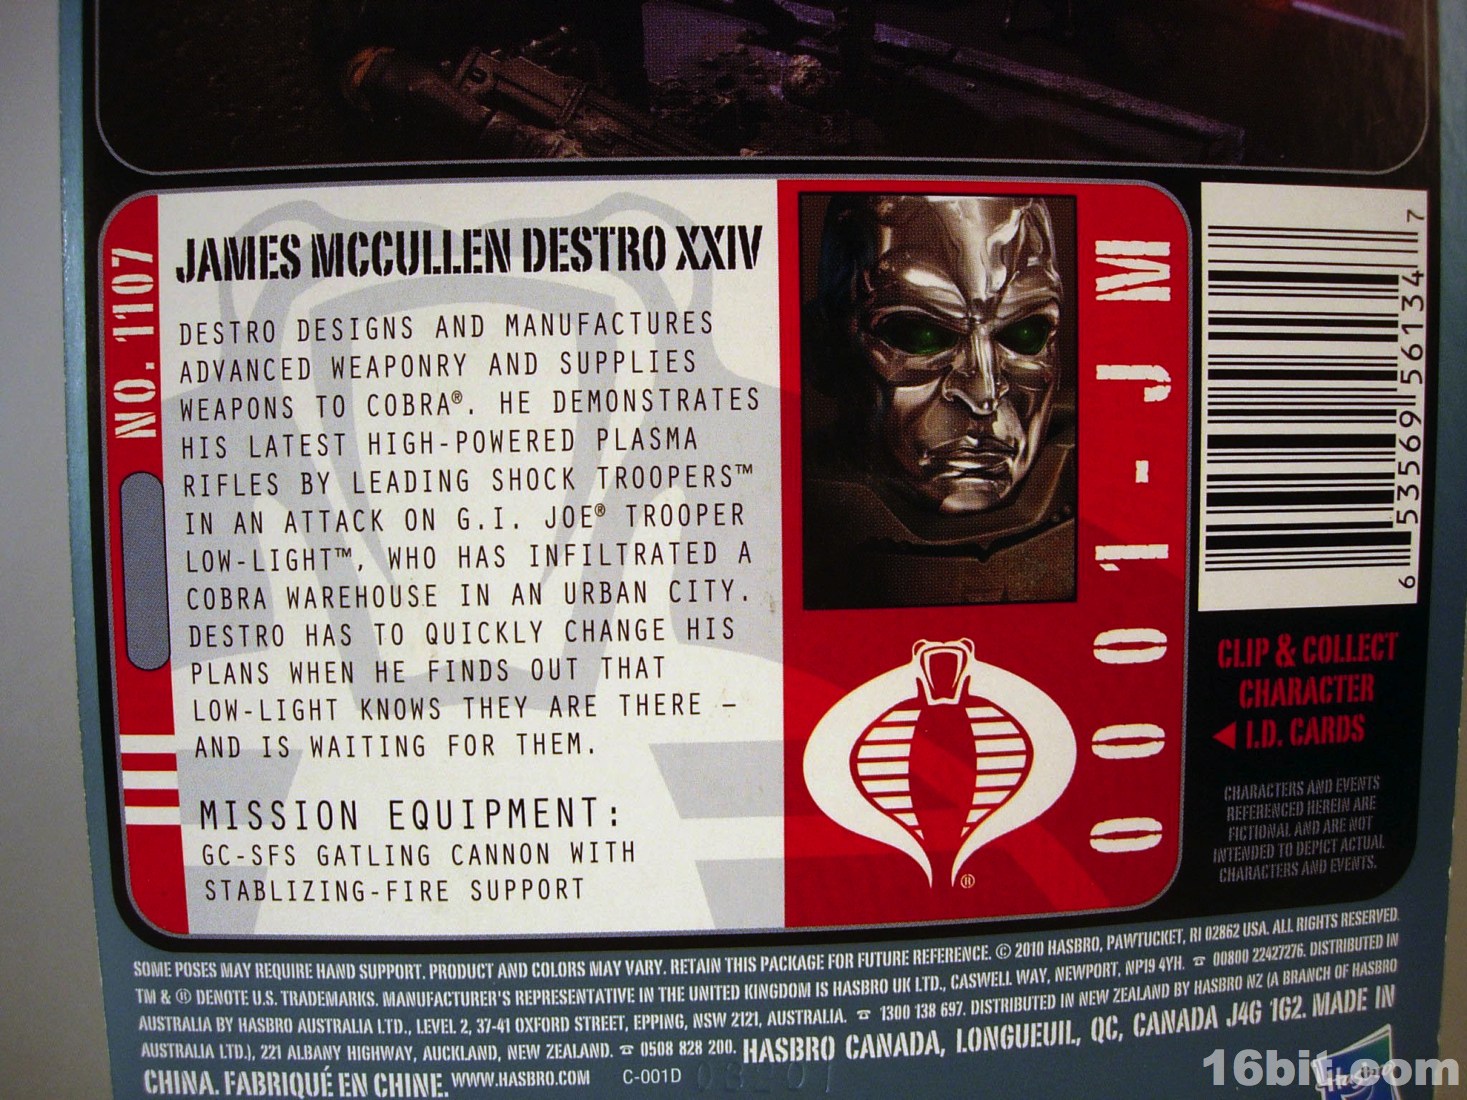 NO. 1107
JAMES MCCULLEN DESTRO XXIV
DESTRO DESIGNS AND MANUFACTURES
ADVANCED WEAPONRY AND SUPPLIES
WEAPONS TO COBRA®. HE DEMONSTRATES
HIS LATEST HIGH-POWERED PLASMA
RIFLES BY LEADING SHOCK TROOPERS™
IN AN ATTACK ON G.I. JOE® TROOPER
LOW-LIGHT™, WHO HAS INFILTRATED A
COBRA WAREHOUSE IN AN URBAN CITY.
DESTRO HAS TO QUICKLY CHANGE HIS
PLANS WHEN HE FINDS OUT THAT
LOW-LIGHT KNOWS THEY ARE THERE –
AND IS WAITING FOR THEM.
MISSION EQUIPMENT:
GC-SFS GATLING CANNON WITH
STABLIZING-FIRE SUPPORT
®
MJ-1000
6 53569 56134 7
CLIP & COLLECT
CHARACTER
I.D. CARDS
CHARACTERS AND EVENTS
REFERENCED HEREIN ARE
FICTIONAL AND ARE NOT
INTENDED TO DEPICT ACTUAL
CHARACTERS AND EVENTS.
SOME POSES MAY REQUIRE HAND SUPPORT. PRODUCT AND COLORS MAY VARY. RETAIN THIS PACKAGE FOR FUTURE REFERENCE. © 2010 HASBRO, PAWTUCKET, RI 02862 USA. ALL RIGHTS RESERVED.
TM & ® DENOTE U.S. TRADEMARKS. MANUFACTURER'S REPRESENTATIVE IN THE UNITED KINGDOM IS HASBRO UK LTD., CASWELL WAY, NEWPORT, NP19 4YH. ☎ 00800 22427276. DISTRIBUTED IN
AUSTRALIA BY HASBRO AUSTRALIA LTD., LEVEL 2, 37-41 OXFORD STREET, EPPING, NSW 2121, AUSTRALIA. ☎ 1300 138 697. DISTRIBUTED IN NEW ZEALAND BY HASBRO NZ (A BRANCH OF HASBRO
AUSTRALIA LTD.), 221 ALBANY HIGHWAY, AUCKLAND, NEW ZEALAND. ☎ 0508 828 200. HASBRO CANADA, LONGUEUIL, QC, CANADA J4G 1G2. MADE IN
CHINA. FABRIQUÉ EN CHINE. WWW.HASBRO.COM C-001D
Hasbro
16bit.com